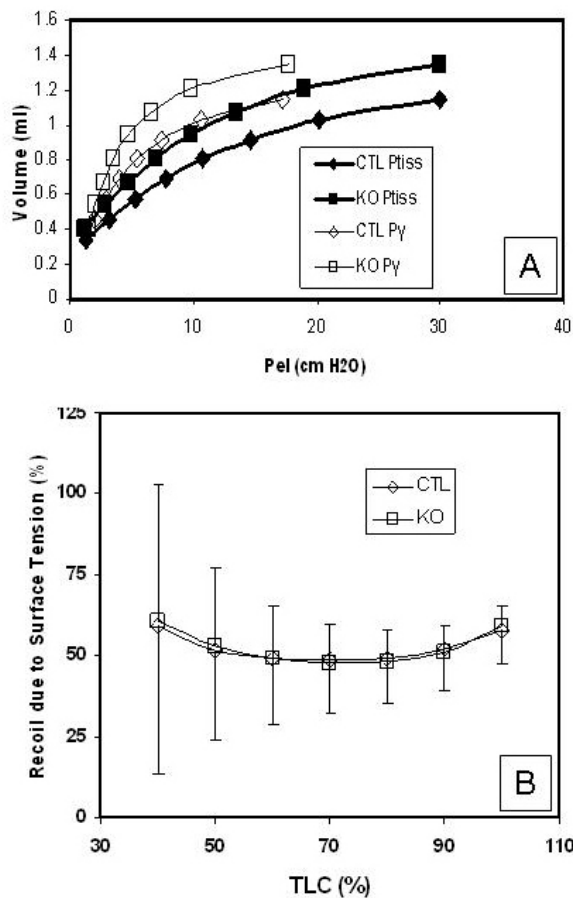 1.6
1.4
1.2
1
0.8
0.6
0.4
0.2
0
Volume (ml)
CTL Ptiss
KO Ptiss
CTL Pγ
KO Pγ
A
0 10 20 30 40
Pel (cm H2O)
125
100
75
50
25
0
Recoil due to Surface Tension (%)
CTL
KO
B
30 50 70 90 110
TLC (%)